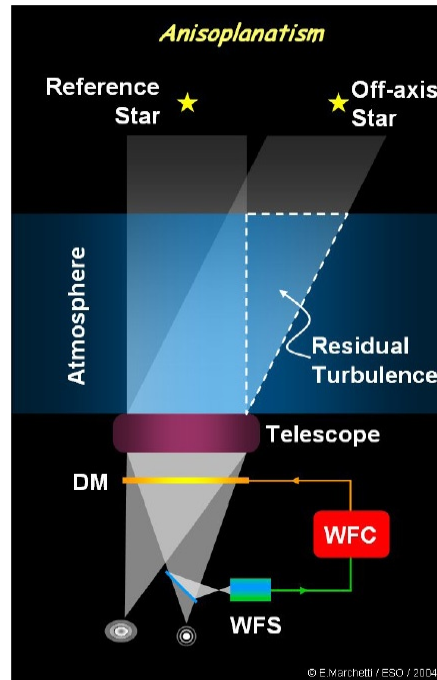 Anisoplanatism
Reference
Star
Off-axis
Star
Atmosphere
Residual
Turbulence
Telescope
DM
WFC
WFS
© E.Marchetti / ESO / 2004